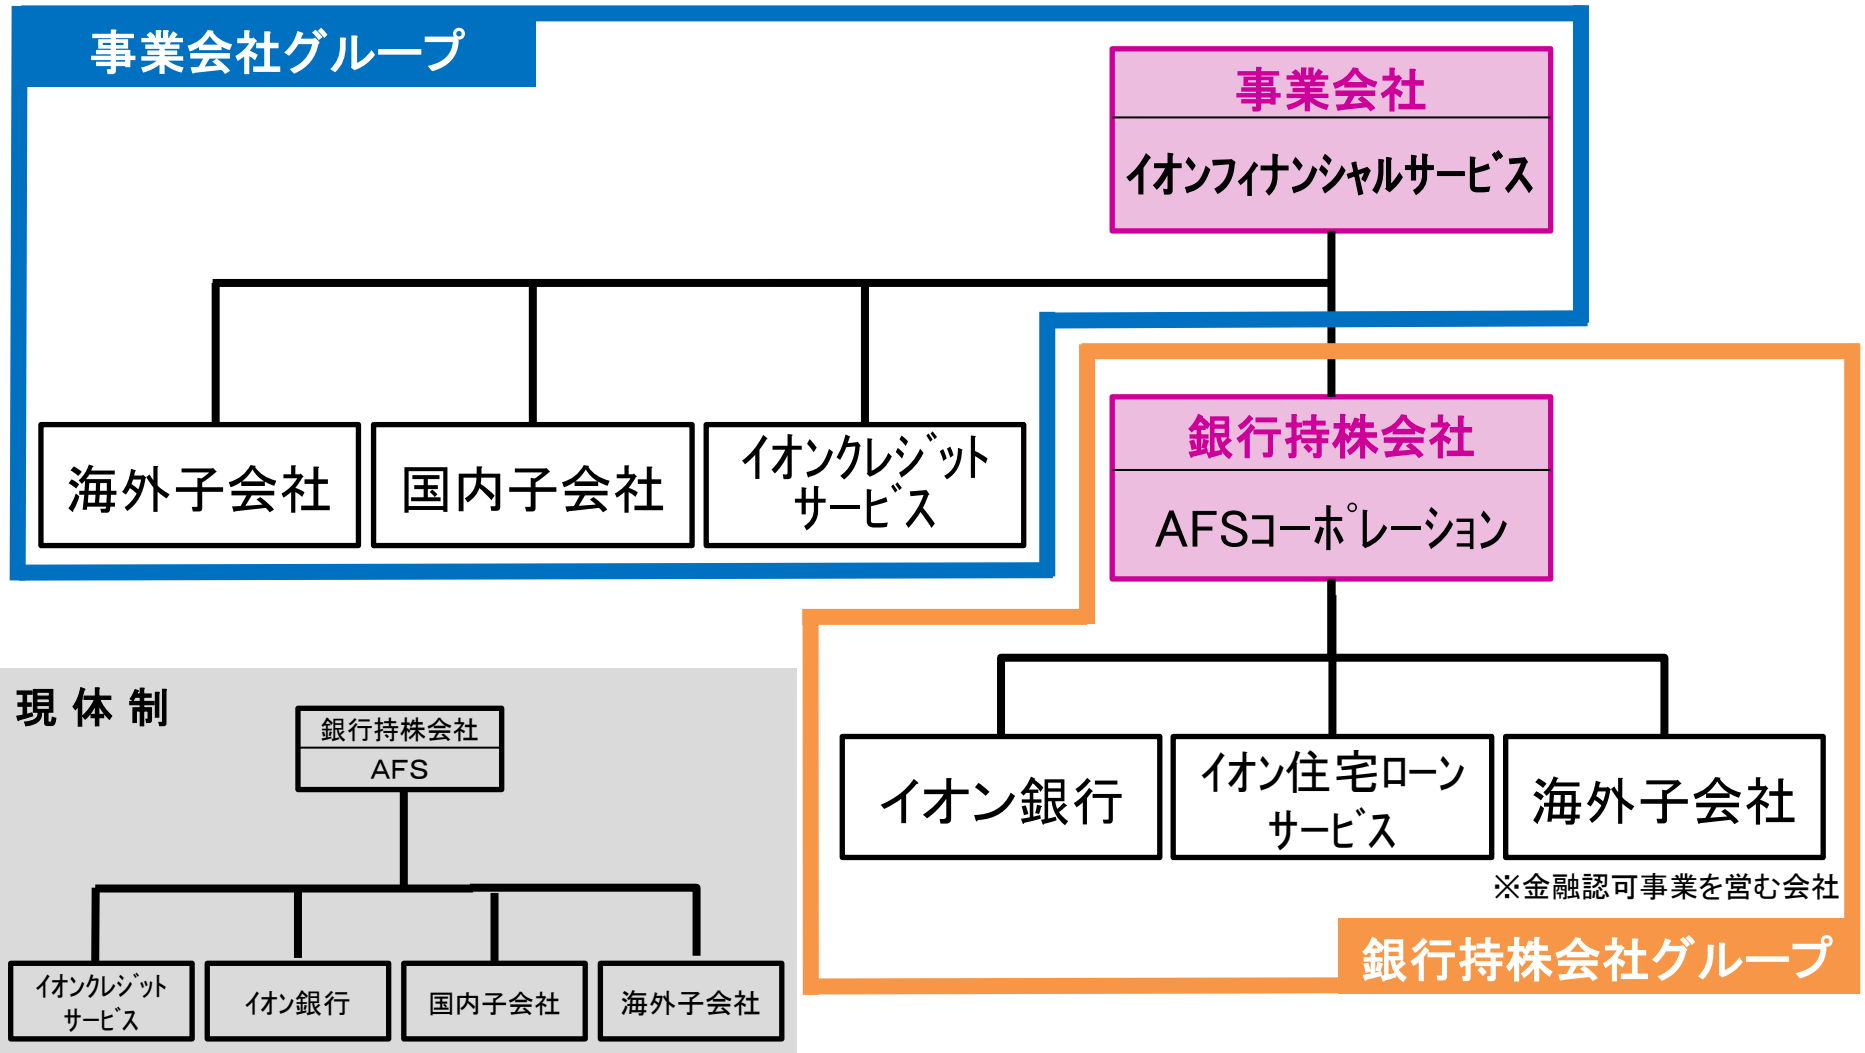 事業会社グループ
事業会社
イオンフィナンシャルサービス
海外子会社
国内子会社
イオンクレジット
サービス
銀行持株会社
AFSコーポレーション
イオン銀行
イオン住宅ローン
サービス
海外子会社
※金融認可事業を営む会社
銀行持株会社グループ
現体制
銀行持株会社
AFS
イオンクレジット
サービス
イオン銀行
国内子会社
海外子会社